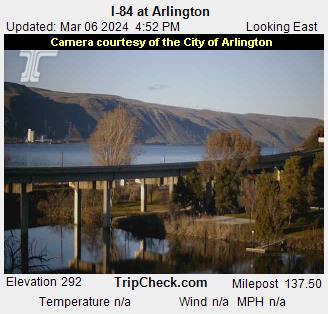 I-84 at Arlington
Updated: Mar 06 2024 4:52 PM Looking East
Camera courtesy of the City of Arlington
Elevation 292 TripCheck.com Milepost 137.50
Temperature n/a Wind n/a MPH n/a